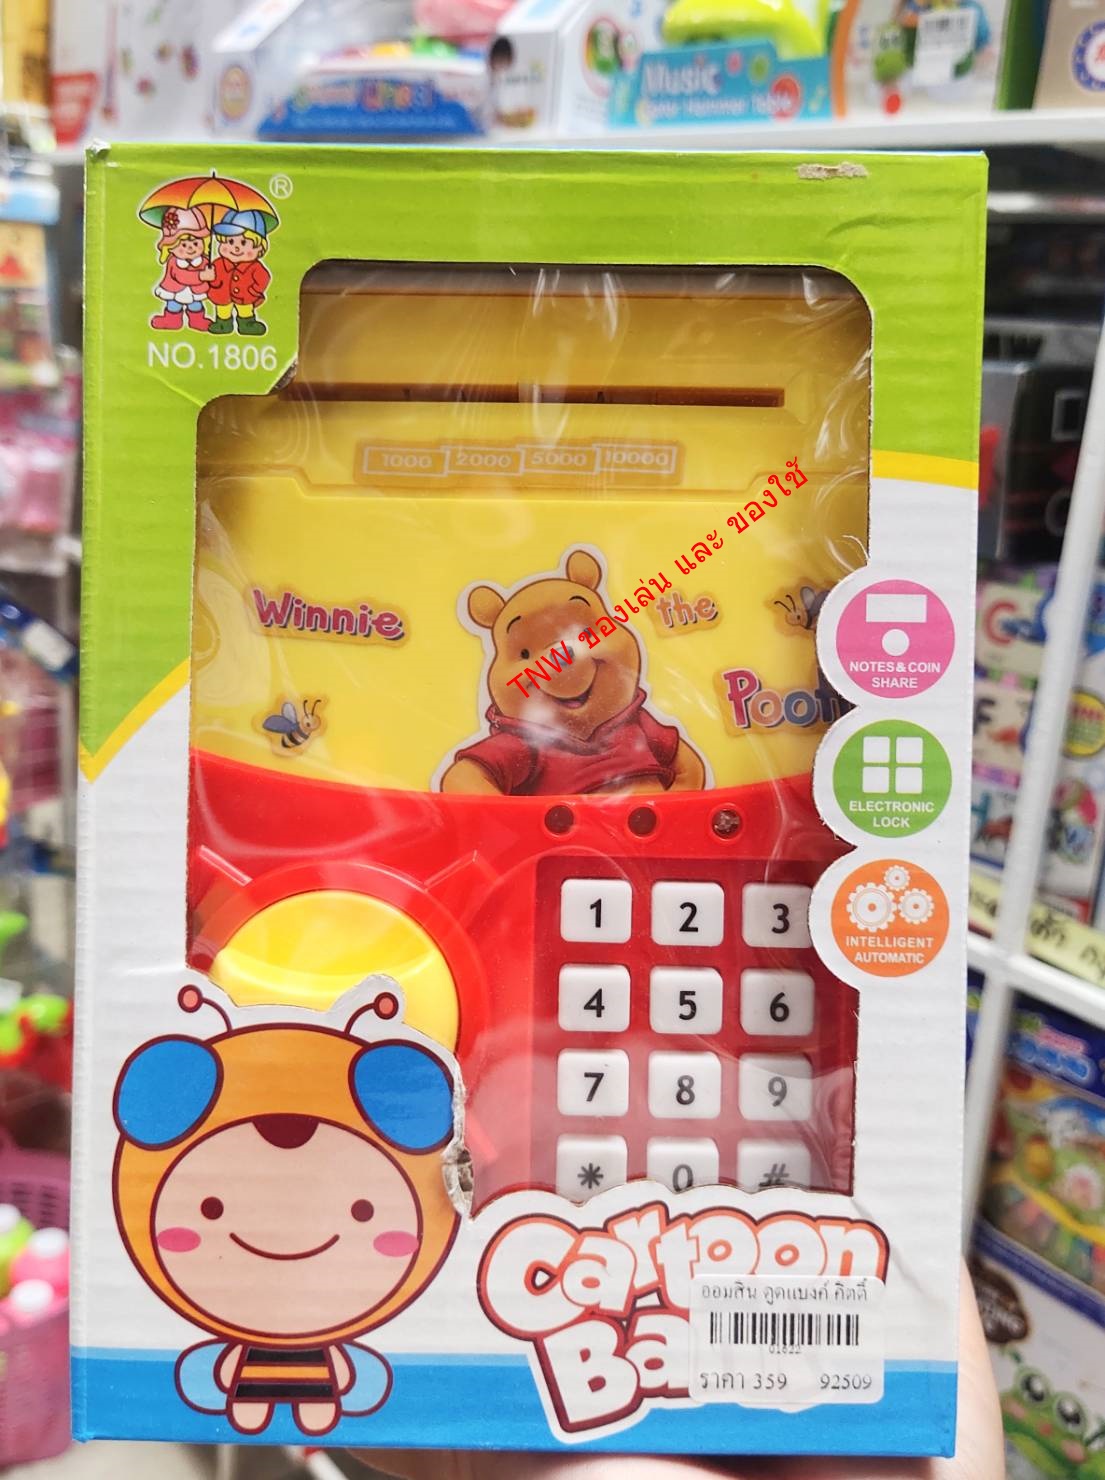 Music
®
NO.1806
1000 2000 5000 10000
TNW ของเล่น และ ของใช้
Winnie the
Pooh
NOTES & COIN
SHARE
ELECTRONIC
LOCK
INTELLIGENT
AUTOMATIC
1 2 3
4 5 6
7 8 9
* 0 #
Cartoon
Ba
ออมสิน ดูดแบงค์ คิตตี้
01622
ราคา 359 92509